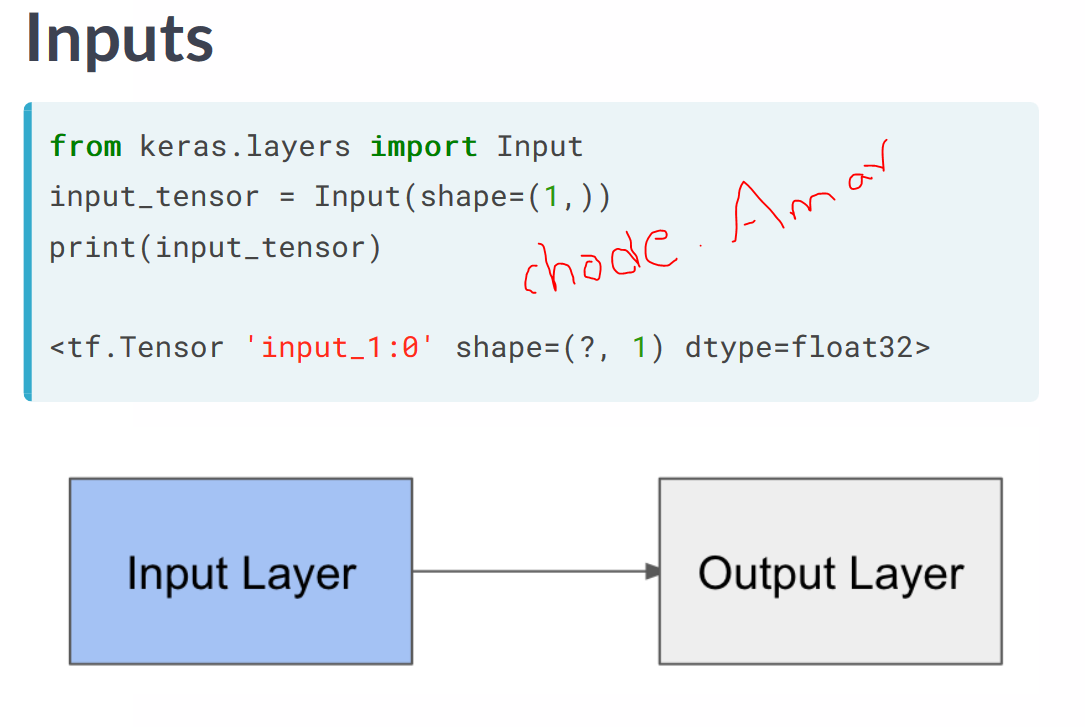 Inputs
from keras.layers import Input
input_tensor = Input(shape=(1,))
print(input_tensor)
chode. Amar
<tf.Tensor 'input_1:0' shape=(?, 1) dtype=float32>
Input Layer
Output Layer